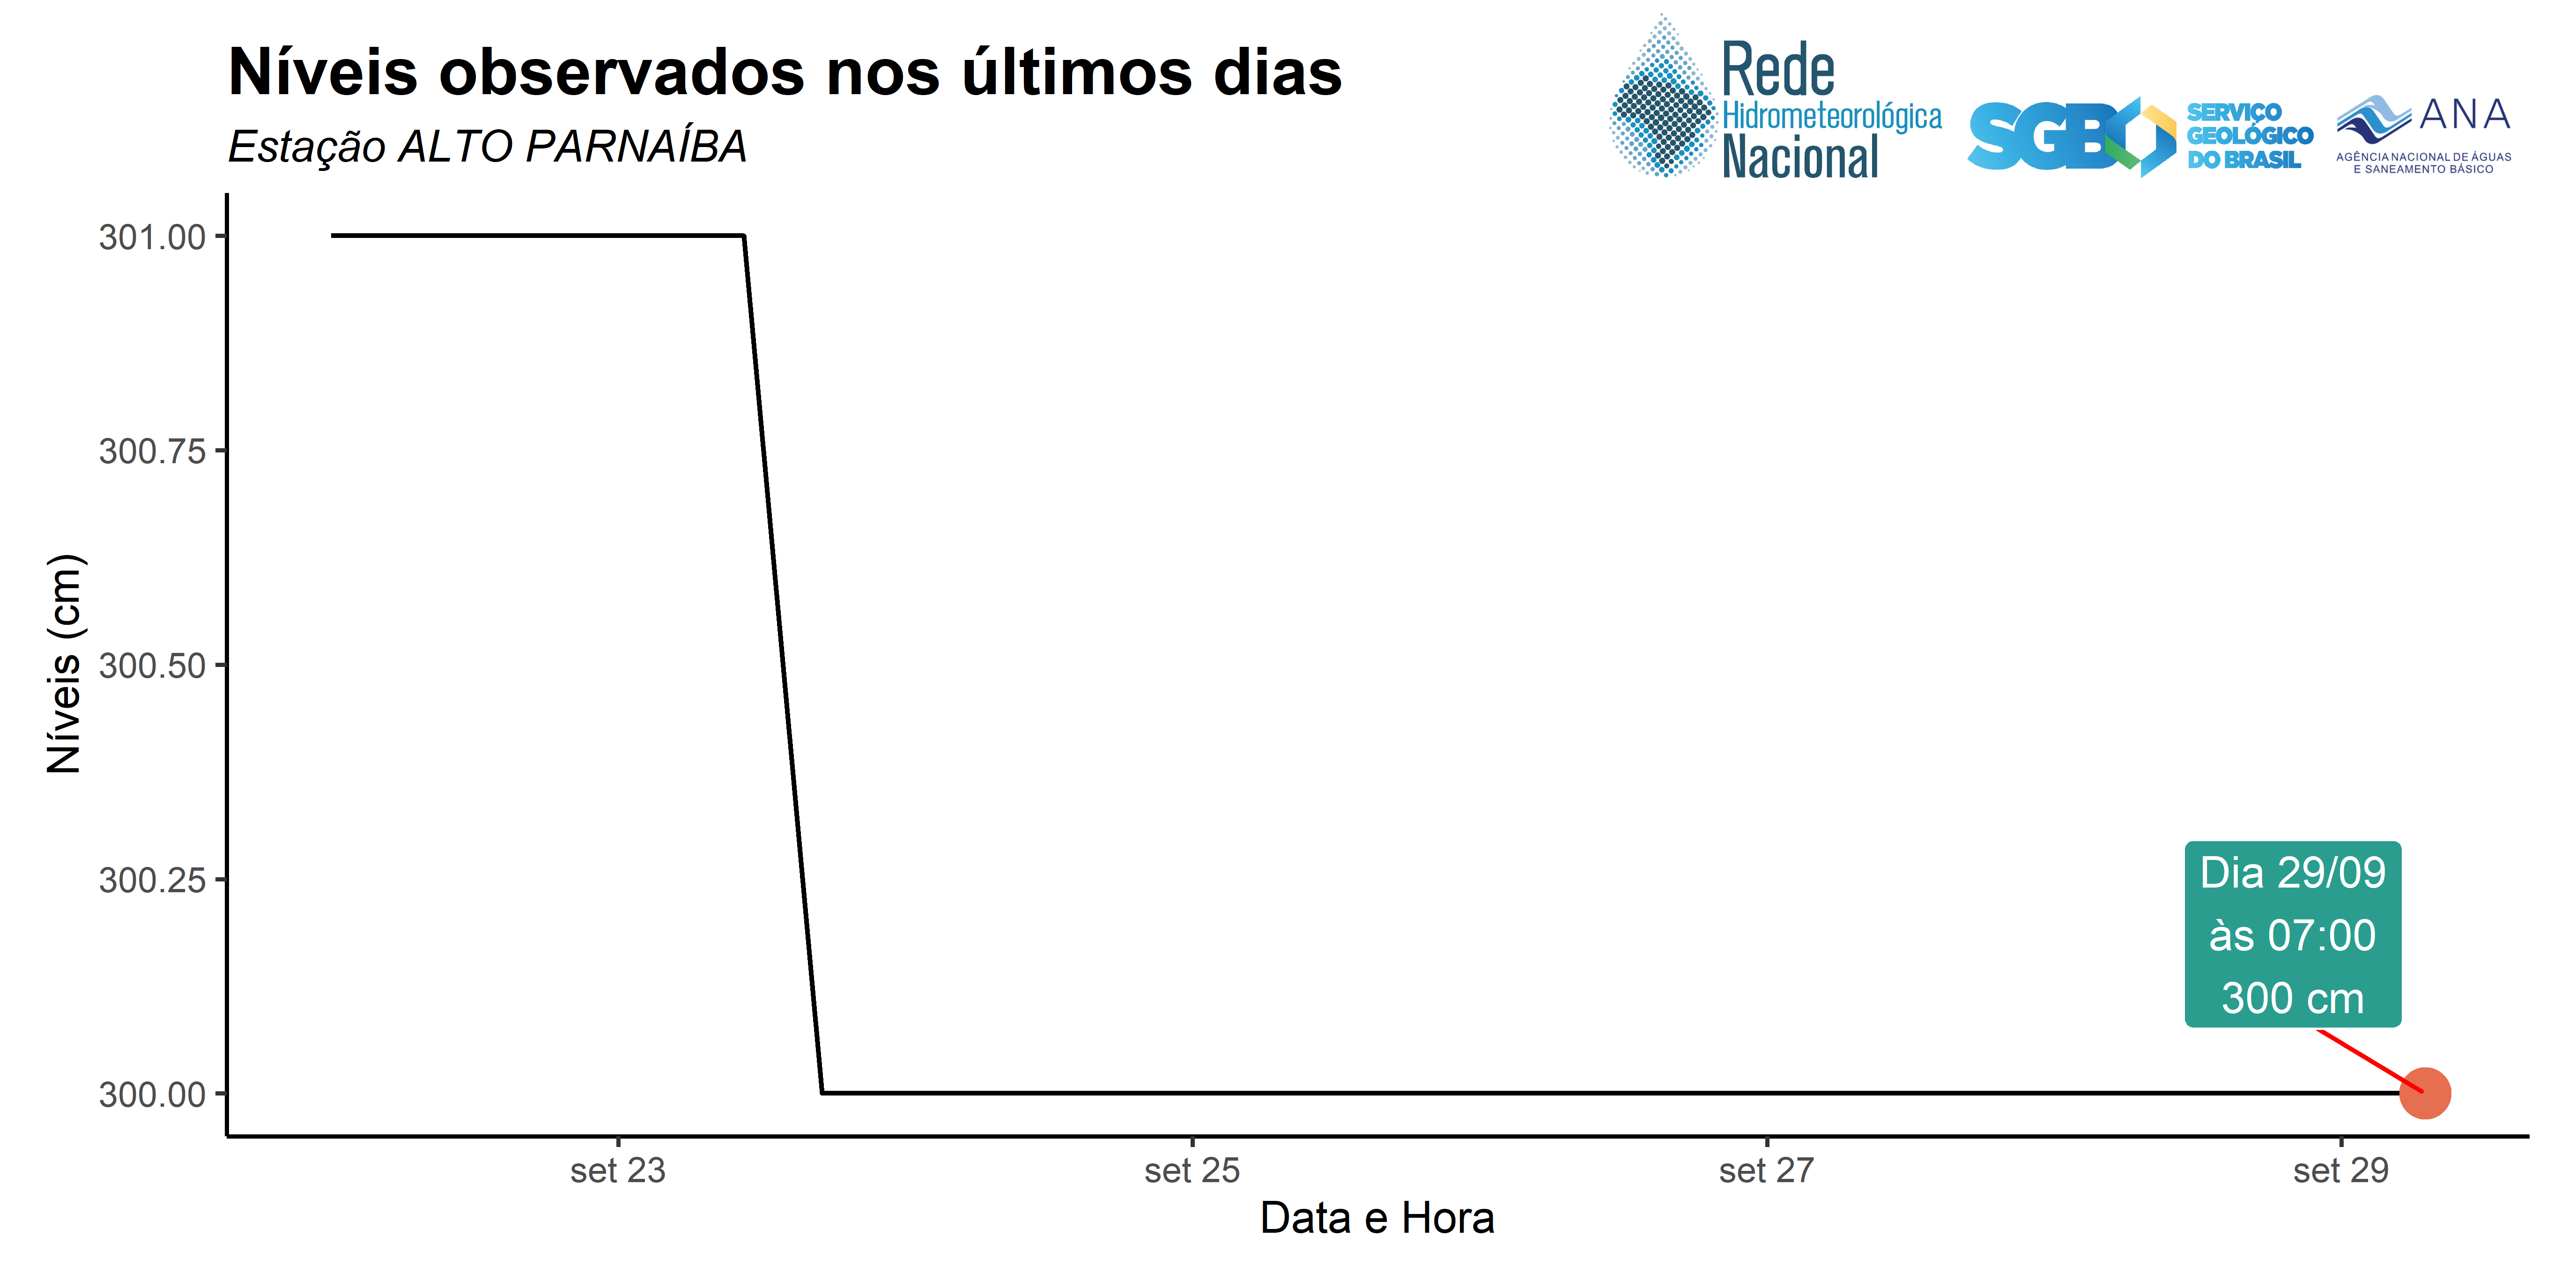 Níveis observados nos últimos dias
Estação ALTO PARNAÍBA
Rede
Hidrometeorológica
Nacional
SGB
SERVIÇO
GEOLÓGICO
DO BRASIL
ANA
AGÊNCIA NACIONAL DE ÁGUAS
E SANEAMENTO BÁSICO
Níveis (cm)
301.00
300.75
300.50
300.25
300.00
Dia 29/09
às 07:00
300 cm
set 23
set 25
set 27
set 29
Data e Hora